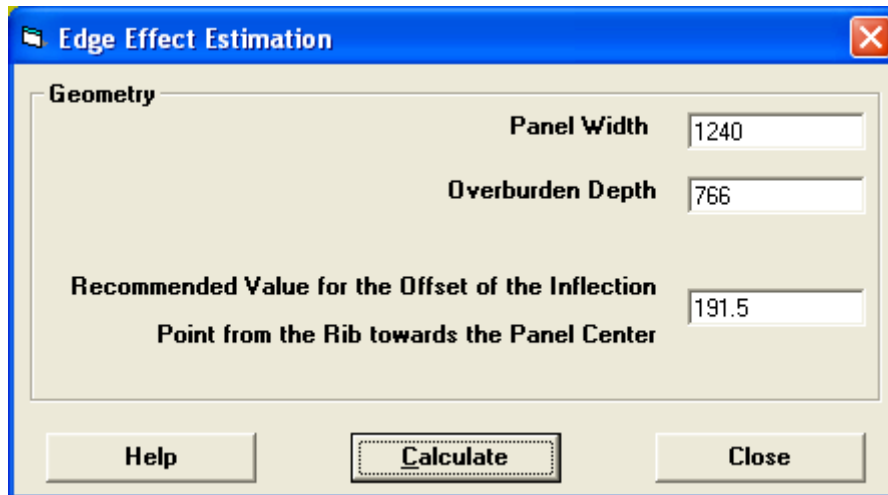 Edge Effect Estimation
Geometry
Panel Width 1240
Overburden Depth 766
Recommended Value for the Offset of the Inflection
Point from the Rib towards the Panel Center
191.5
Help Calculate Close